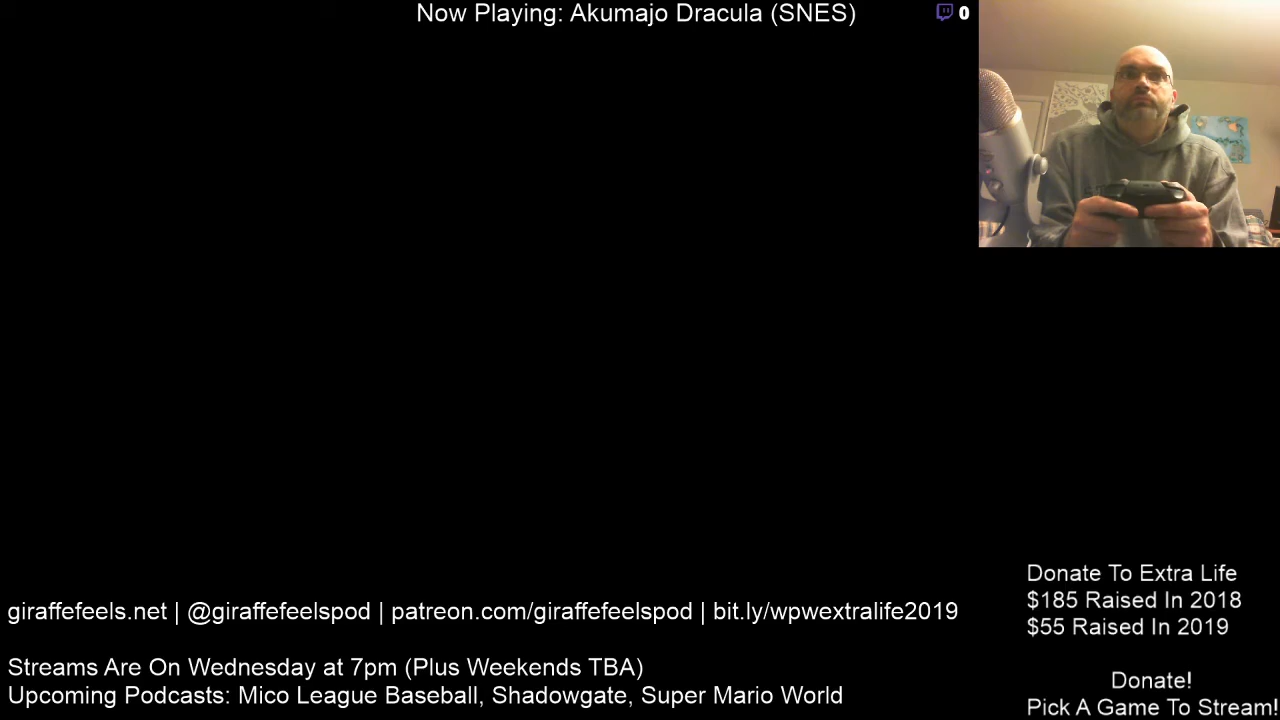 Now Playing: Akumajo Dracula (SNES)
0
giraffefeels.net | @giraffefeelspod | patreon.com/giraffefeelspod | bit.ly/wpwextralife2019
Streams Are On Wednesday at 7pm (Plus Weekends TBA)
Upcoming Podcasts: Mico League Baseball, Shadowgate, Super Mario World
Donate To Extra Life
$185 Raised In 2018
$55 Raised In 2019
Donate!
Pick A Game To Stream!